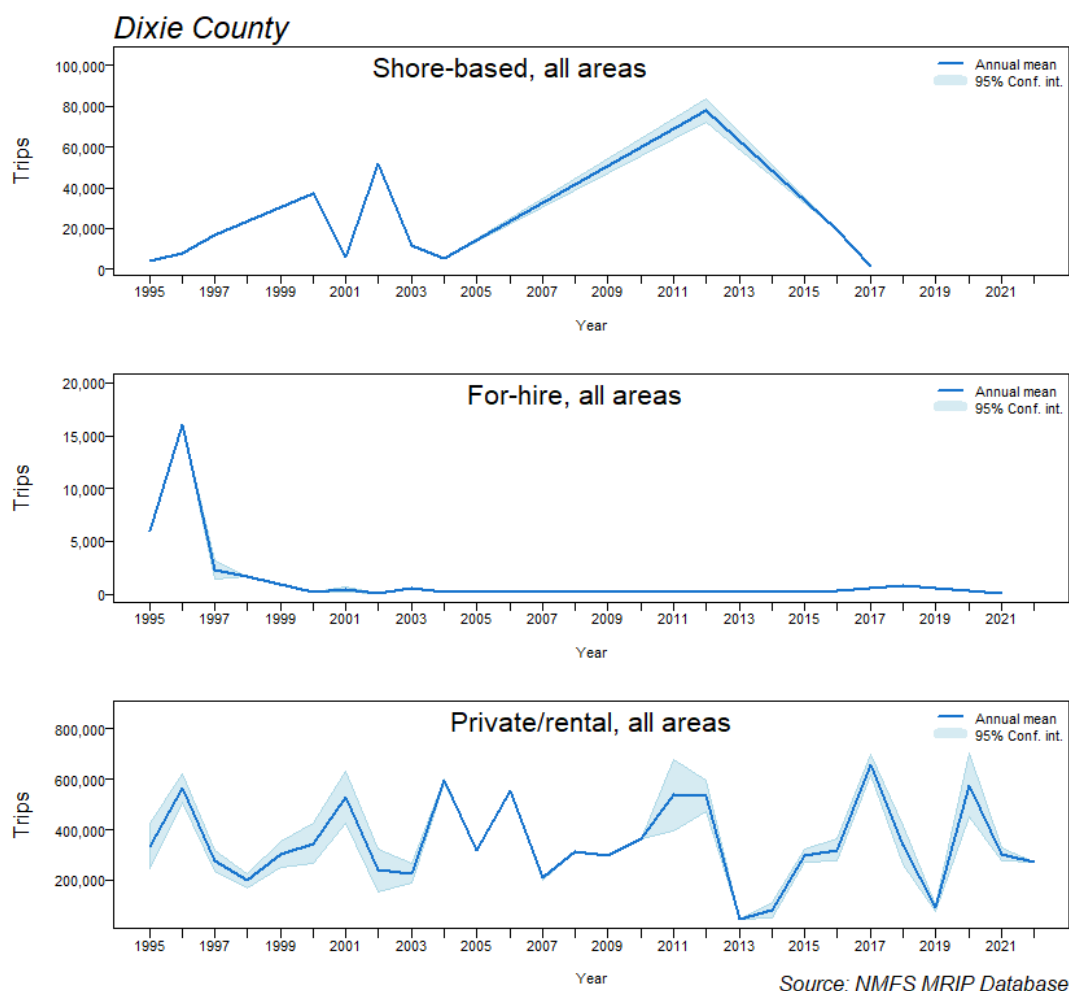 Dixie County
Shore-based, all areas
Annual mean
95% Conf. int.
Trips
100,000
80,000
60,000
40,000
20,000
0
1995 1997 1999 2001 2003 2005 2007 2009 2011 2013 2015 2017 2019 2021
Year
For-hire, all areas
Annual mean
95% Conf. int.
Trips
20,000
15,000
10,000
5,000
0
1995 1997 1999 2001 2003 2005 2007 2009 2011 2013 2015 2017 2019 2021
Year
Private/rental, all areas
Annual mean
95% Conf. int.
Trips
800,000
600,000
400,000
200,000
1995 1997 1999 2001 2003 2005 2007 2009 2011 2013 2015 2017 2019 2021
Year
Source: NMFS MRIP Database